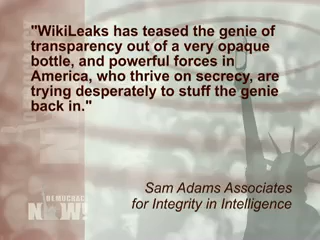 "WikiLeaks has teased the genie of
transparency out of a very opaque
bottle, and powerful forces in
America, who thrive on secrecy, are
trying desperately to stuff the genie
back in."
Sam Adams Associates
for Integrity in Intelligence
DEMOCRACY
NOW!